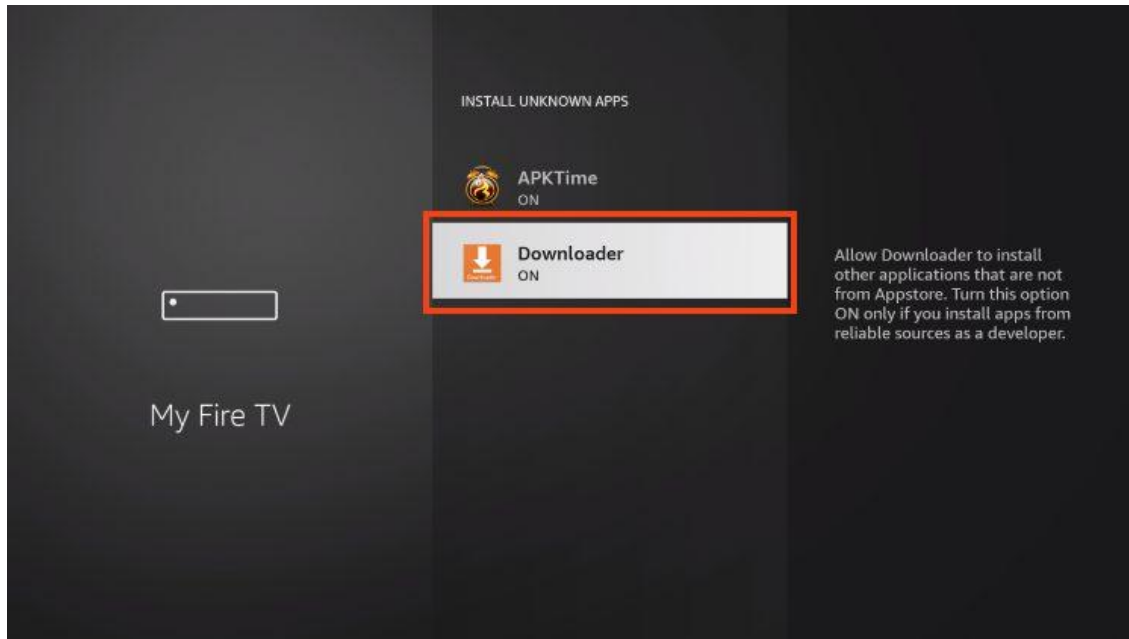 INSTALL UNKNOWN APPS
APKTime
ON
Downloader
ON
Allow Downloader to install
other applications that are not
from Appstore. Turn this option
ON only if you install apps from
reliable sources as a developer.
My Fire TV